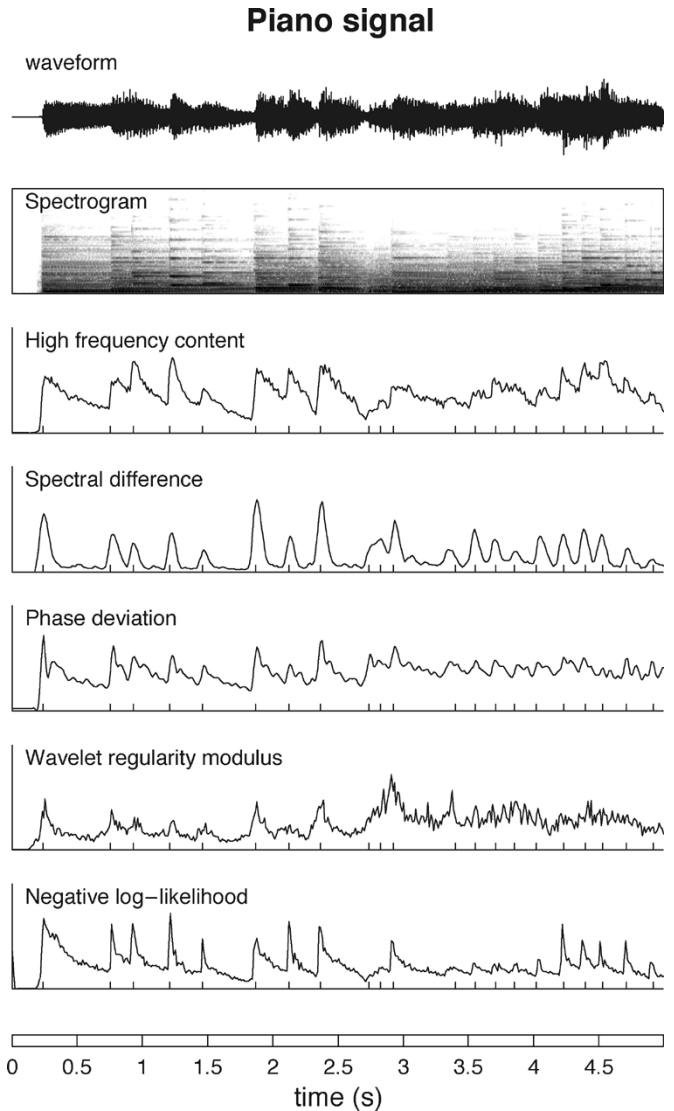 Piano signal
waveform
Spectrogram
High frequency content
Spectral difference
Phase deviation
Wavelet regularity modulus
Negative log−likelihood
0 0.5 1 1.5 2 2.5 3 3.5 4 4.5
time (s)